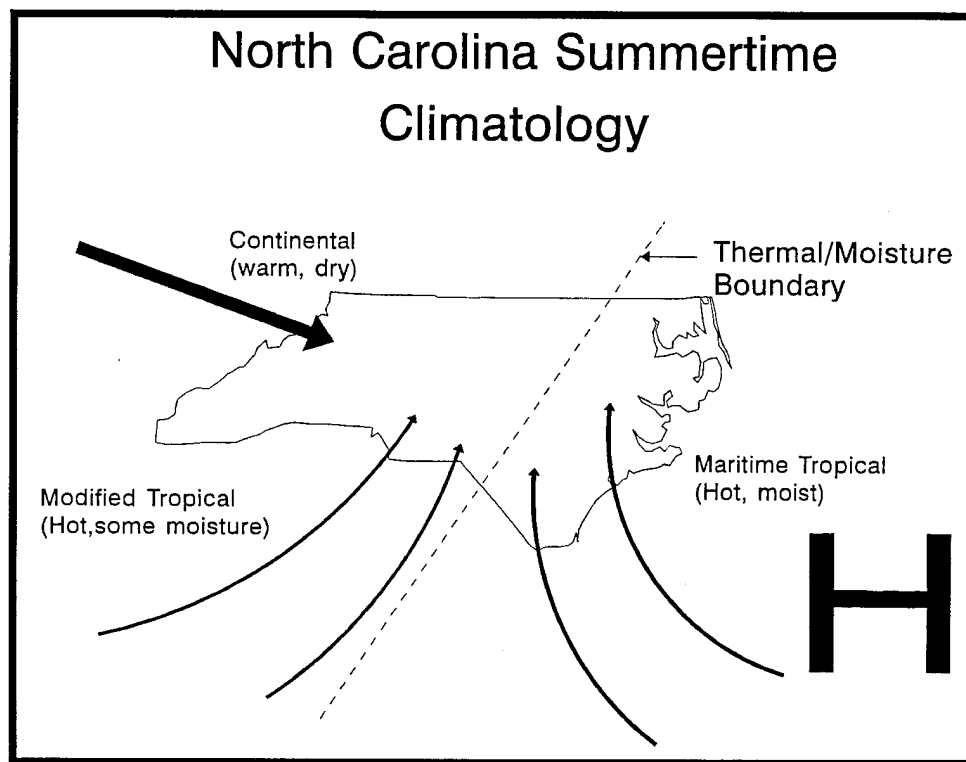 North Carolina Summertime
Climatology
Continental
(warm, dry)
Thermal/Moisture
Boundary
Modified Tropical
(Hot,some moisture)
Maritime Tropical
(Hot, moist)
H